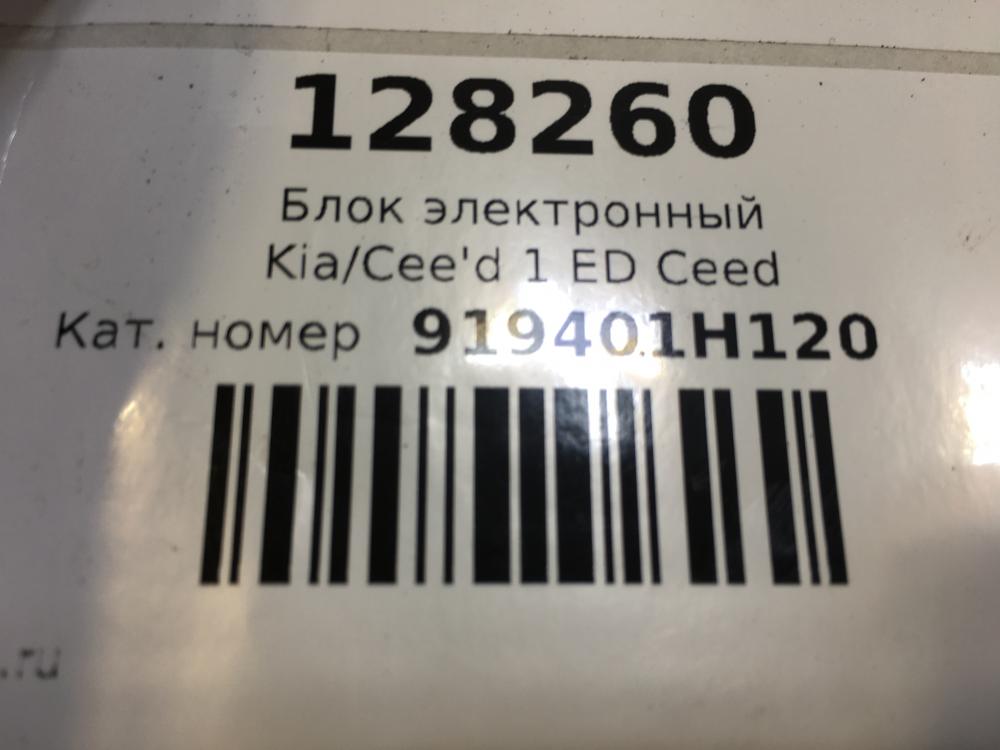 128260
Блок электронный
Kia/Cee'd 1 ED Ceed
Кат. номер 919401H120
.ru